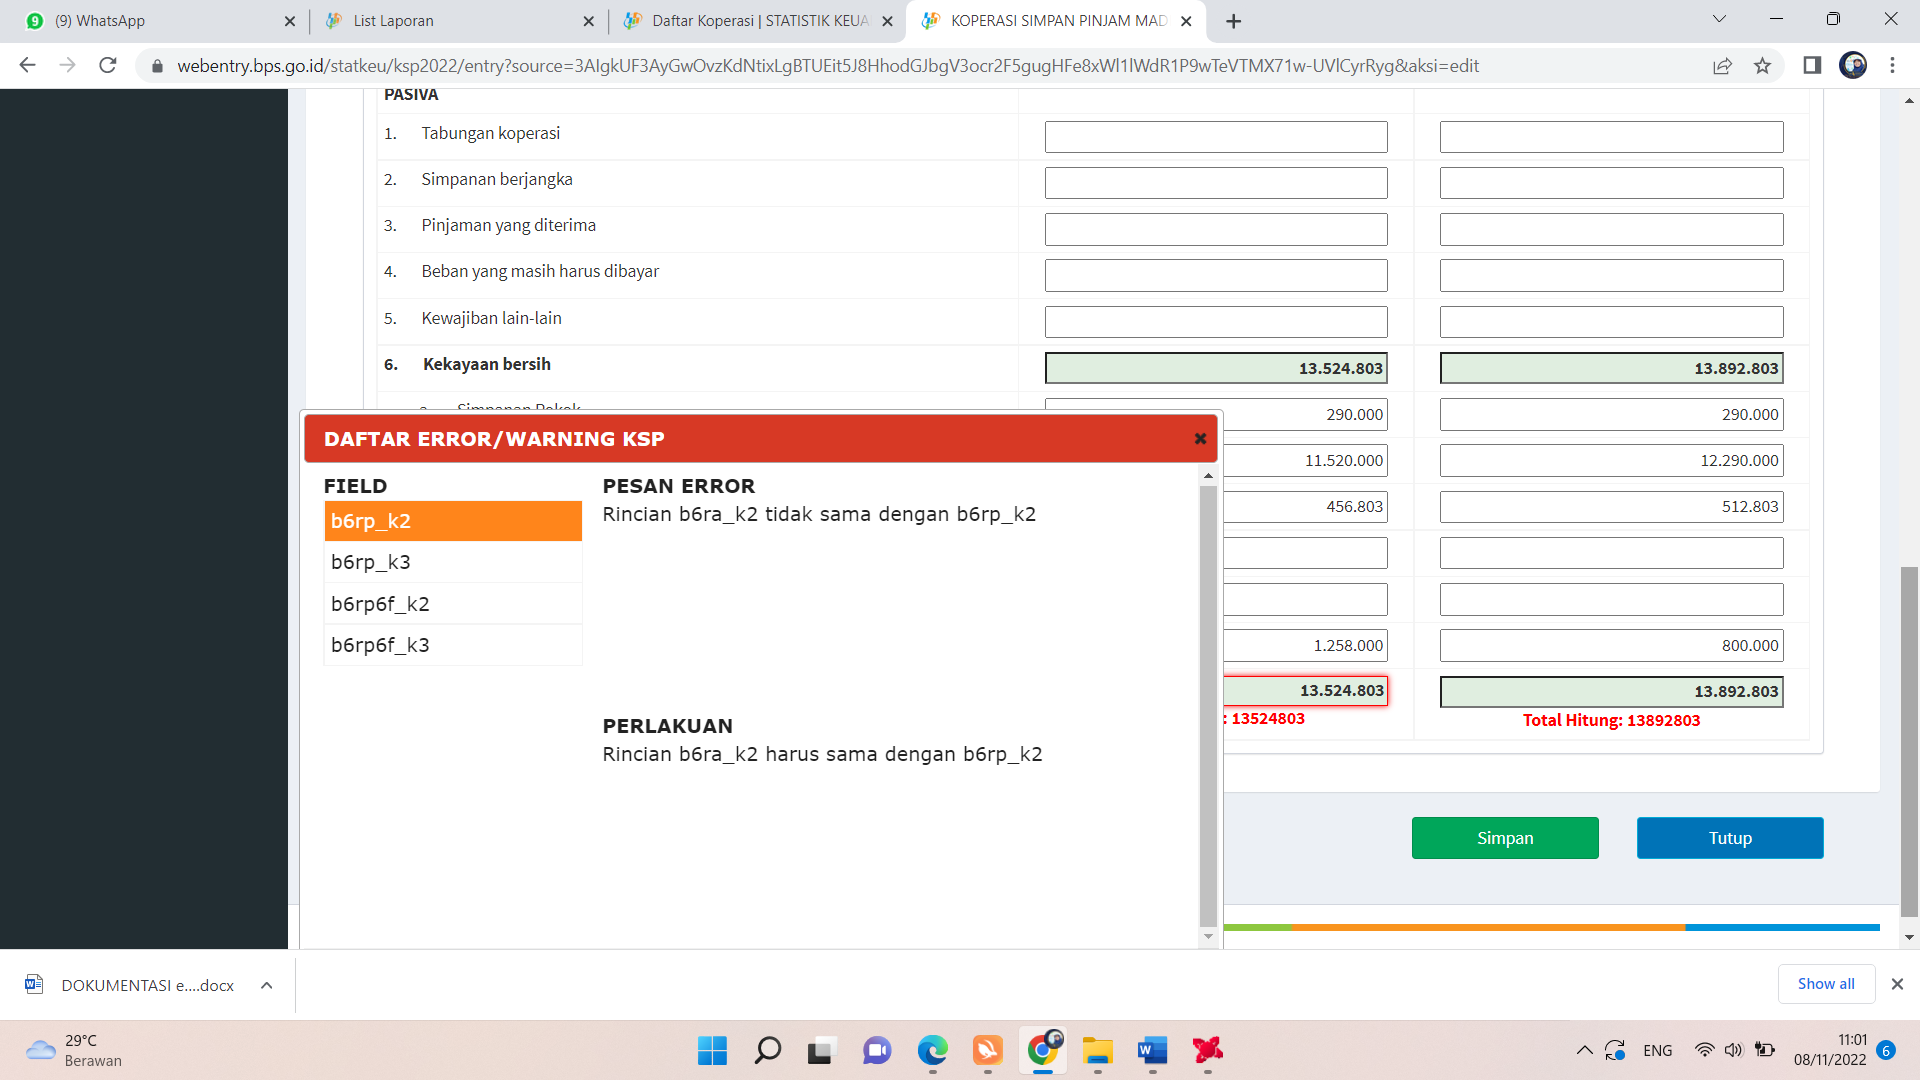 (9) WhatsApp
List Laporan
Daftar Koperasi | STATISTIK KEUA
KOPERASI SIMPAN PINJAM MAD
webentry.bps.go.id/statkeu/ksp2022/entry?source=3AIgkUF3AyGwOvzKdNtixLgBTUEit5J8HhodGJbgV3ocr2F5gugHFe8xWl1lWdR1P9wTeVTMX71w-UVlCyrRyg&aksi=edit
PASIVA
1. Tabungan koperasi
2. Simpanan berjangka
3. Pinjaman yang diterima
4. Beban yang masih harus dibayar
5. Kewajiban lain-lain
6. Kekayaan bersih 13.524.803 13.892.803
a. Simpanan Pokok 290.000 290.000
11.520.000 12.290.000
456.803 512.803
1.258.000 800.000
13.524.803 13.892.803
: 13524803 Total Hitung: 13892803
DAFTAR ERROR/WARNING KSP
FIELD
b6rp_k2
b6rp_k3
b6rp6f_k2
b6rp6f_k3
PESAN ERROR
Rincian b6ra_k2 tidak sama dengan b6rp_k2
PERLAKUAN
Rincian b6ra_k2 harus sama dengan b6rp_k2
Simpan
Tutup
DOKUMENTASI e....docx
Show all
29°C
Berawan
ENG
11:01
08/11/2022
6